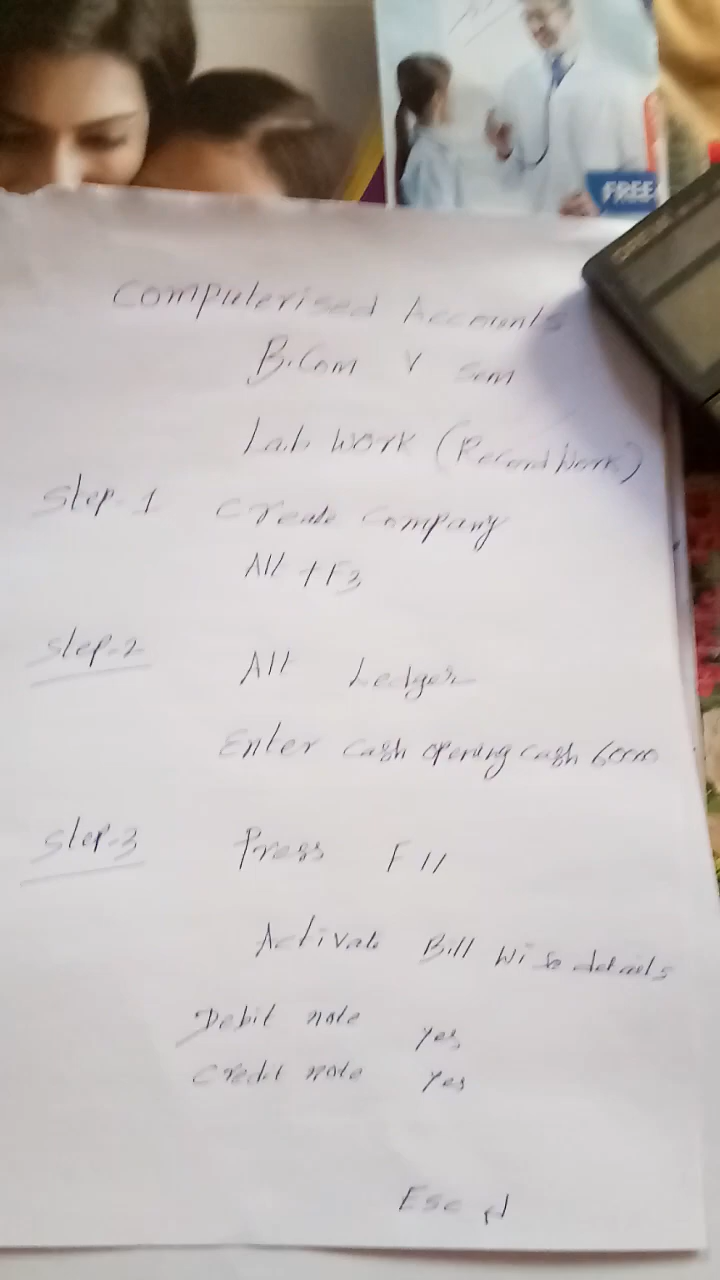 FREE
Computerised Accounts
B.Com V Sem
Lab Work (Record Work)
Step-1 Create Company
Alt + F3
Step-2 Alt Ledger
Enter Cash opening cash
Step-3 Press F11
Activate Bill Wise details
Debit note Yes
Credit note Yes
Esc